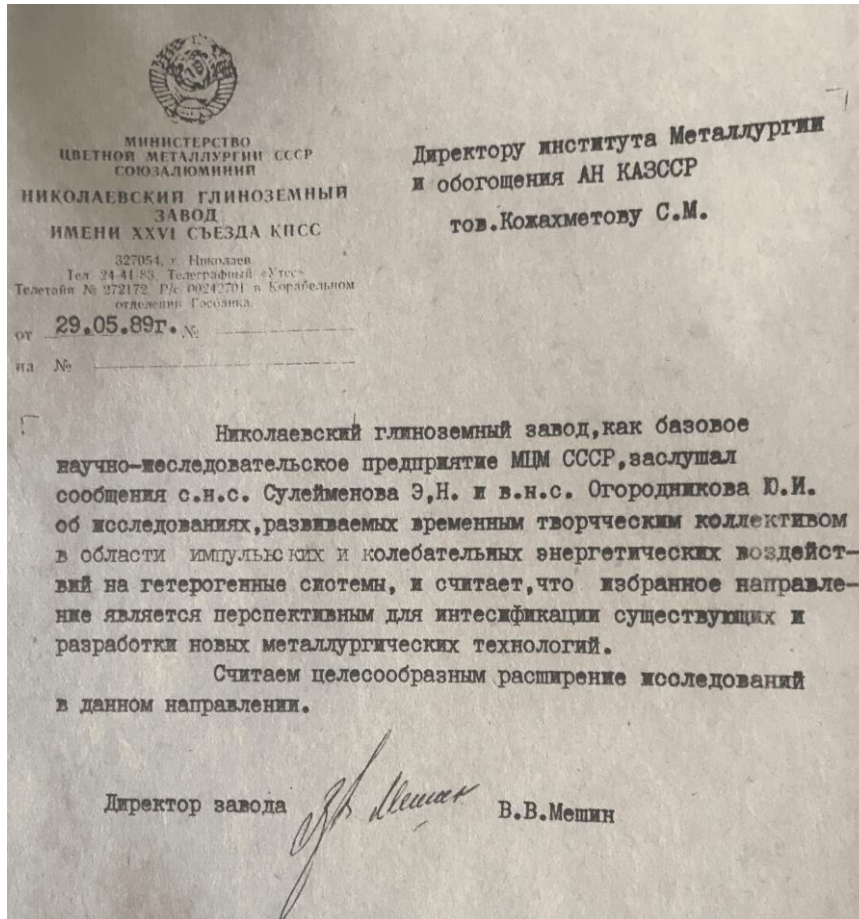 МИНИСТЕРСТВО
ЦВЕТНОЙ МЕТАЛЛУРГИИ СССР
СОЮЗАЛЮМИНИЙ
НИКОЛАЕВСКИЙ ГЛИНОЗЕМНЫЙ
ЗАВОД
ИМЕНИ XXVI СЪЕЗДА КПСС
327054, г. Николаев
Тел. 24-41-83, Телеграфный «Утес»
Телетайп № 272172, Р/с 00242701 в Корабельном
отделении Госбанка.
от 29.05.89г. №
на №
Директору института Металлургии
и обогощения АН КАЗССР
тов.Кожахметову С.М.
Николаевский глиноземный завод,как базовое
научно-иследовательское предприятие МЦМ СССР,заслушал
сообщения с.н.с. Сулейменова Э,Н. и в.н.с. Огородникова Ю.И.
об исследованиях,развиваемых временным творчческим коллективом
в области импульских и колебательных энергетических воздейст-
вий на гетерогенные системы, и считает,что избранное направле-
ние является перспективным для интесификации существующих и
разработки новых металлургических технологий.
Считаем целесообразным расширение исследований
в данном направлении.
Директор завода В.В.Мешин